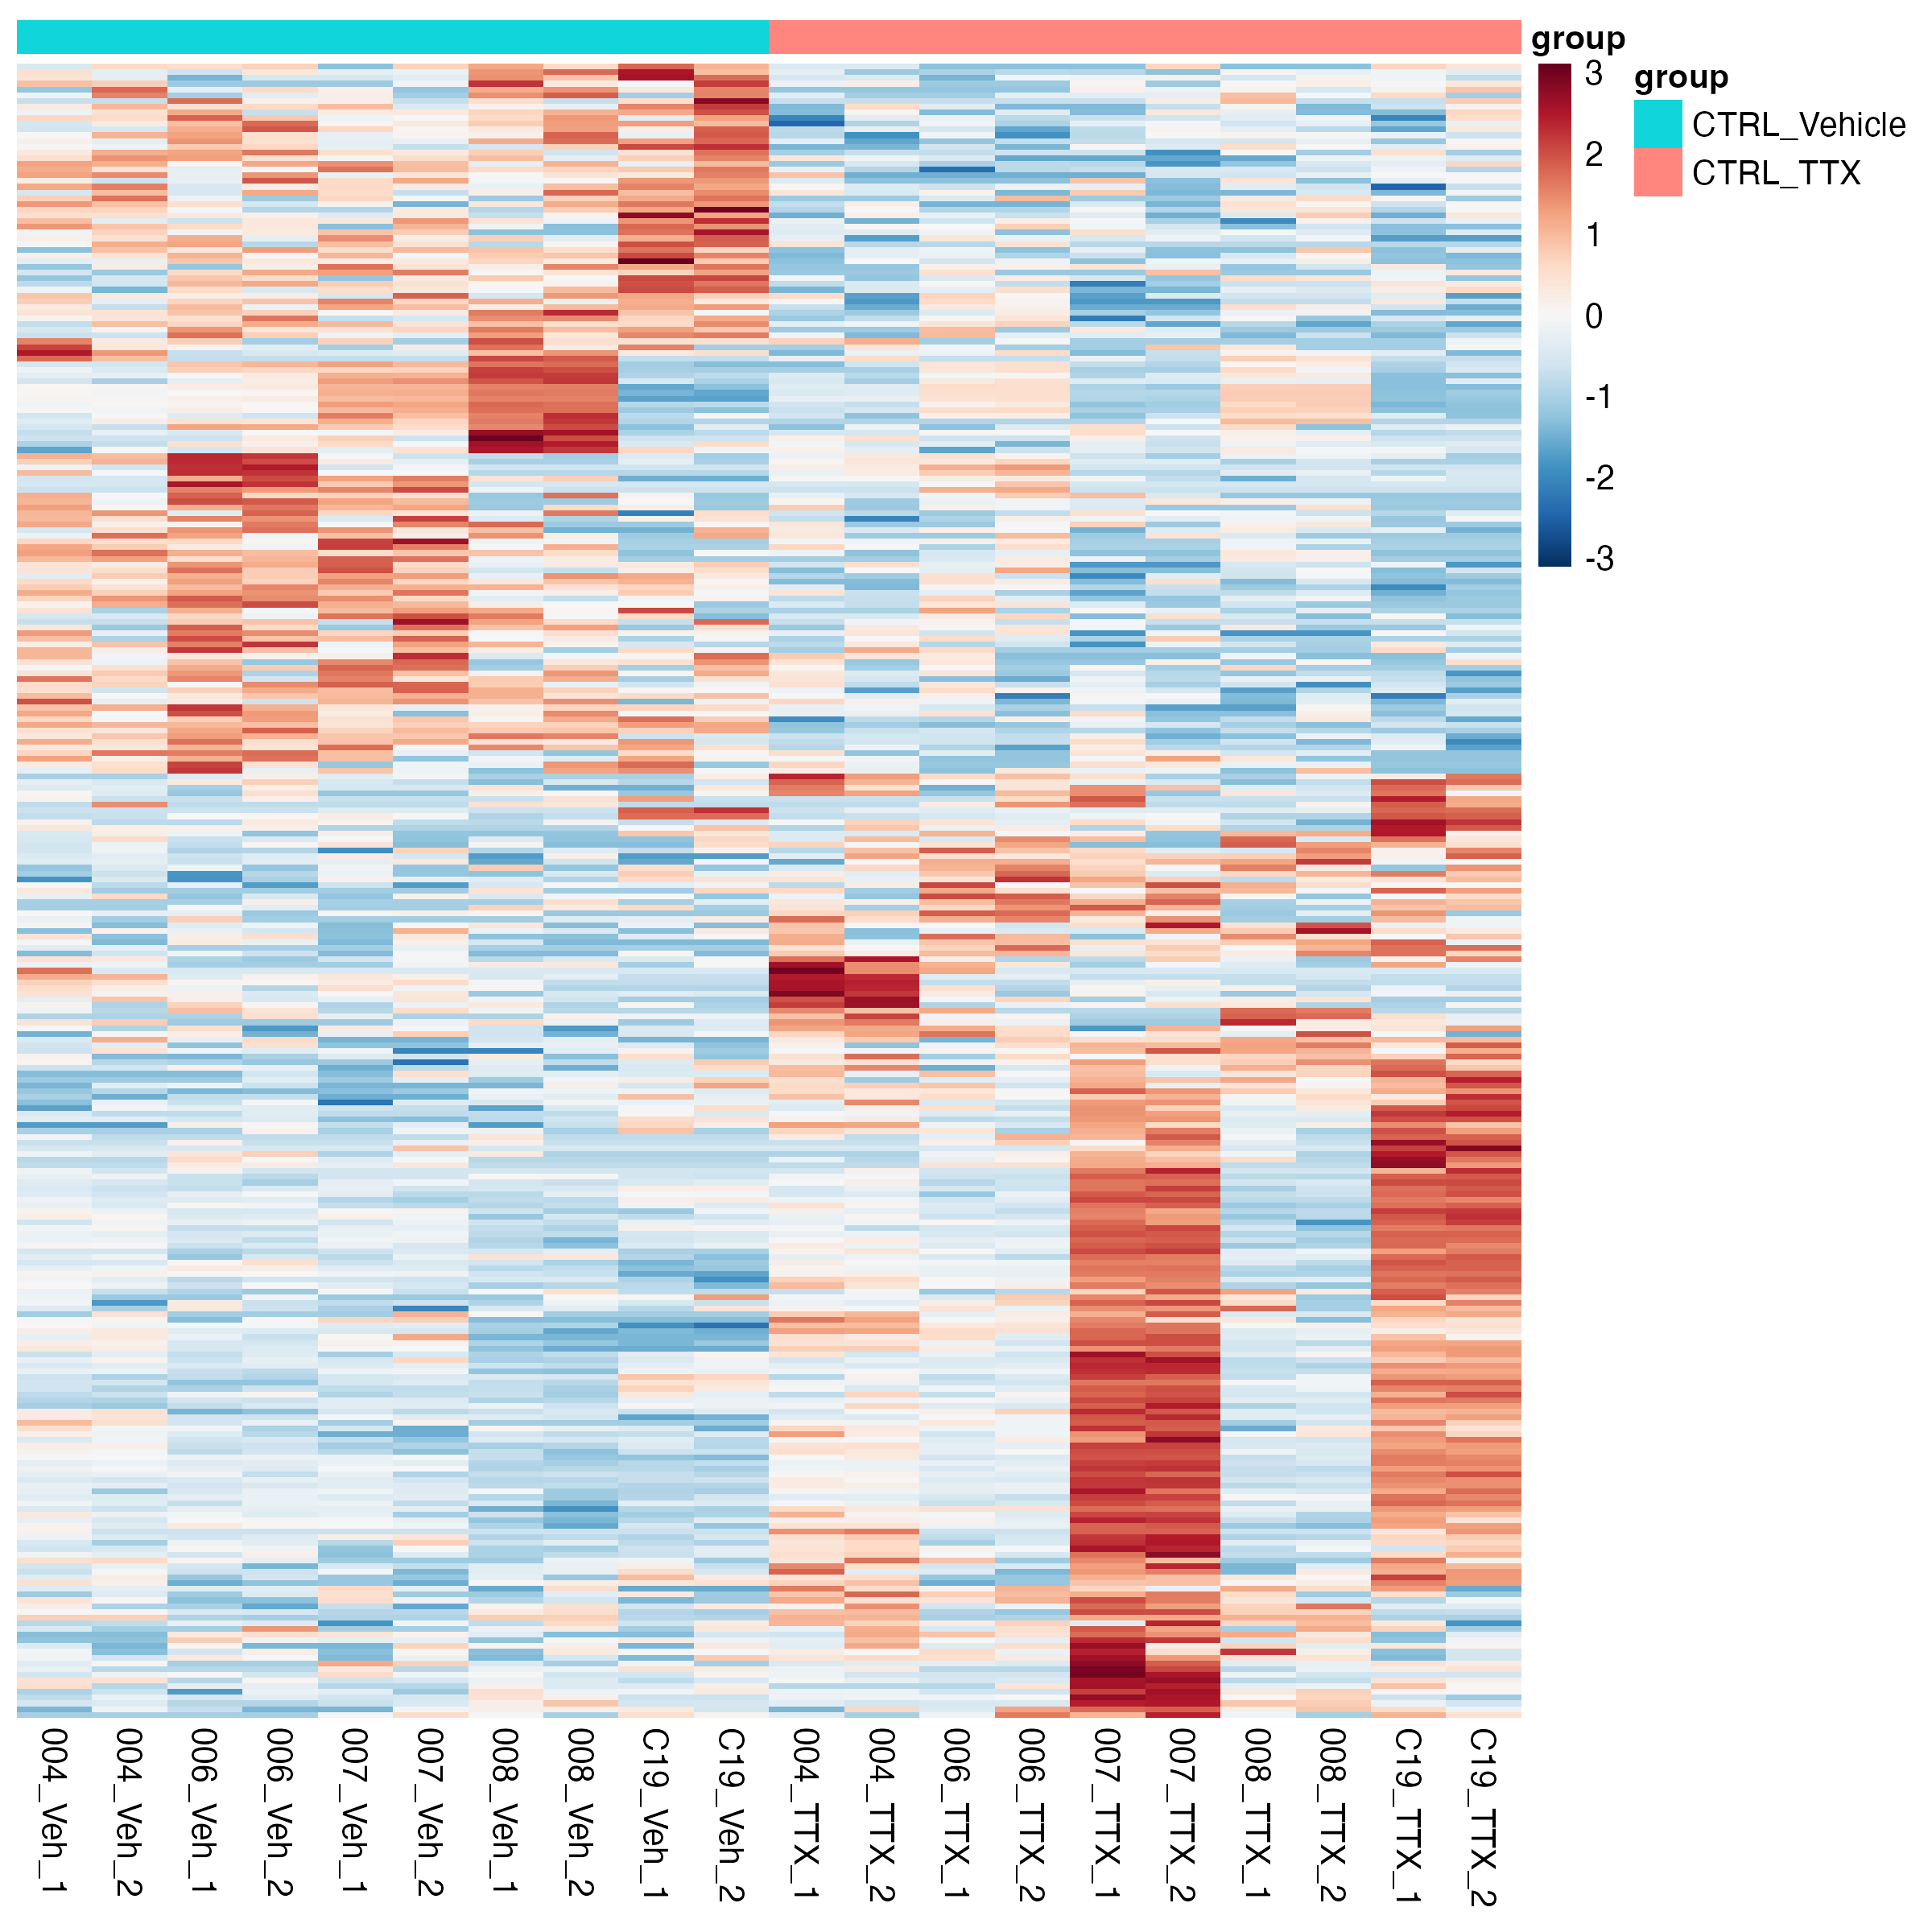 group
3
2
1
0
-1
-2
-3
group
CTRL_Vehicle
CTRL_TTX
004_Veh_1
004_Veh_2
006_Veh_1
006_Veh_2
007_Veh_1
007_Veh_2
008_Veh_1
008_Veh_2
C19_Veh_1
C19_Veh_2
004_TTX_1
004_TTX_2
006_TTX_1
006_TTX_2
007_TTX_1
007_TTX_2
008_TTX_1
008_TTX_2
C19_TTX_1
C19_TTX_2